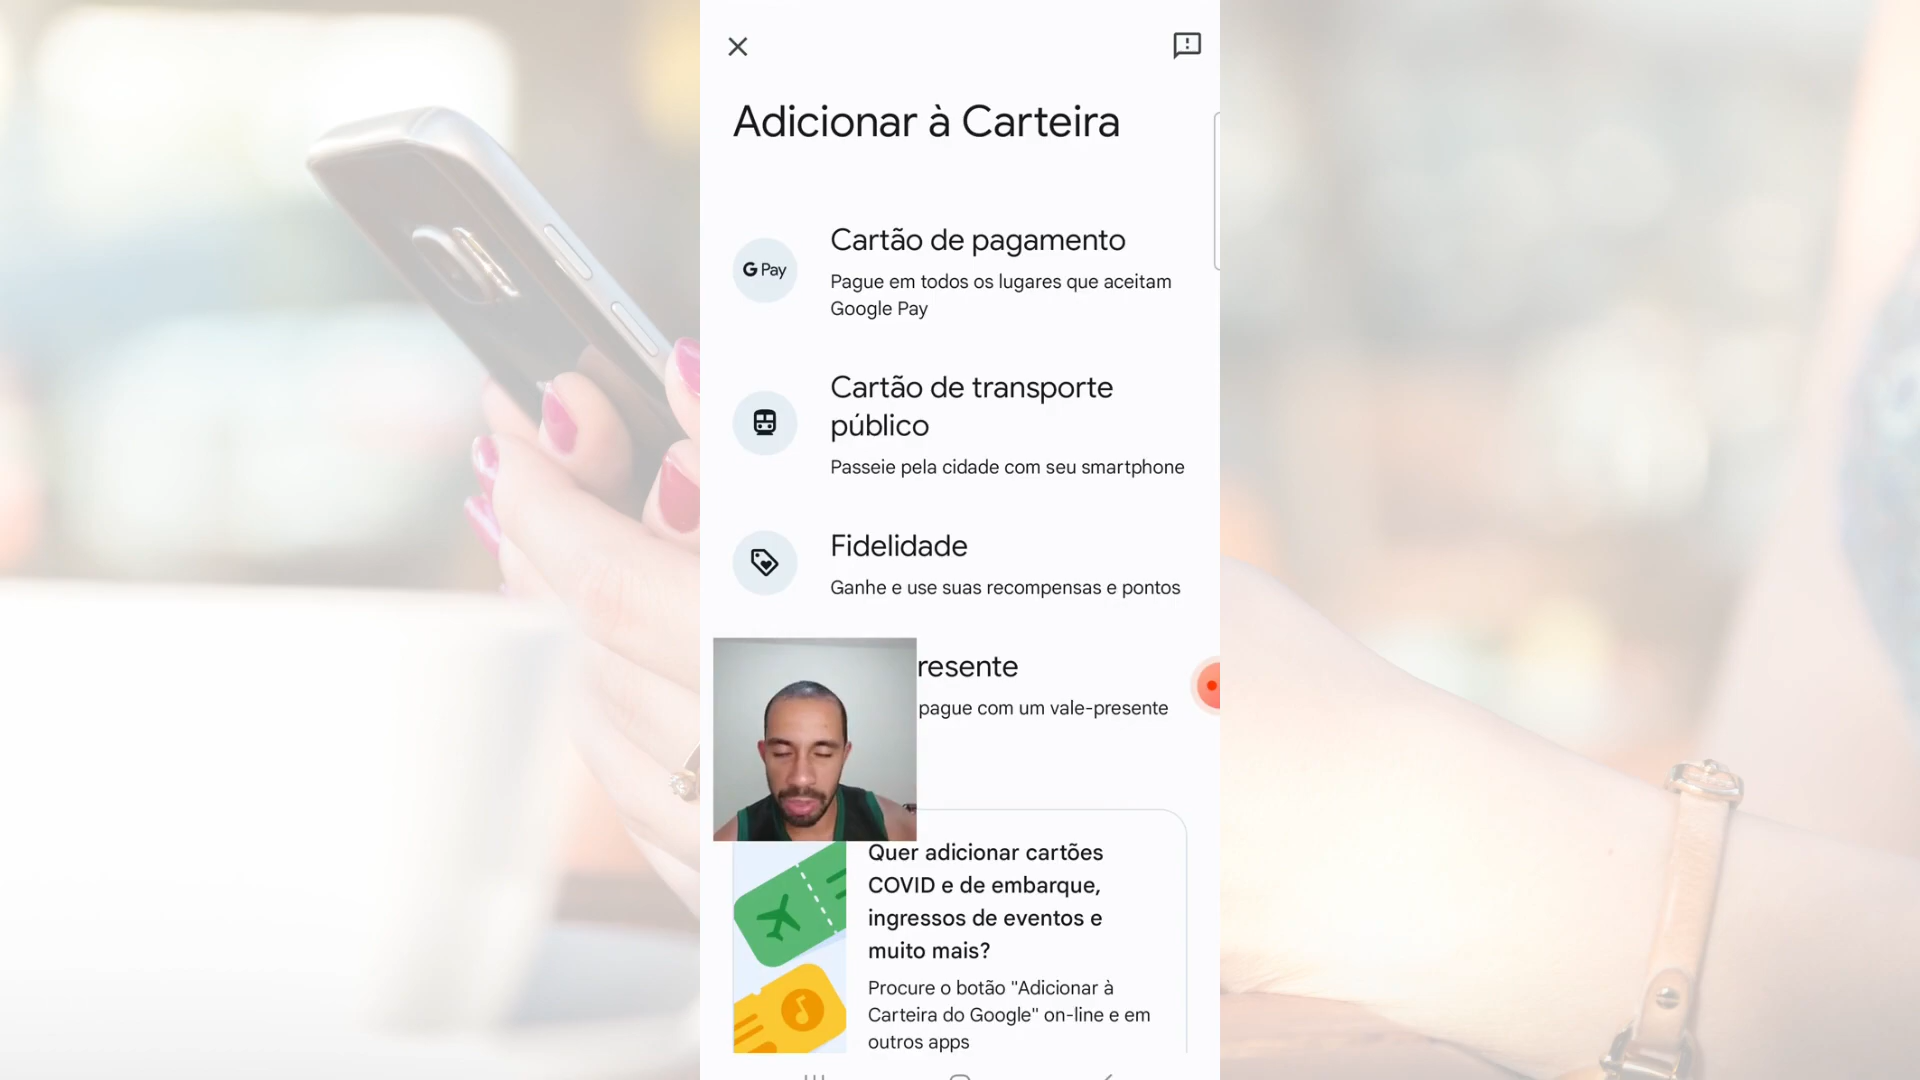 Adicionar à Carteira
Cartão de pagamento
G Pay
Pague em todos os lugares que aceitam
Google Pay
Cartão de transporte
público
Passeie pela cidade com seu smartphone
Fidelidade
Ganhe e use suas recompensas e pontos
resente
pague com um vale-presente
Quer adicionar cartões
COVID e de embarque,
ingressos de eventos e
muito mais?
Procure o botão "Adicionar à
Carteira do Google" on-line e em
outros apps